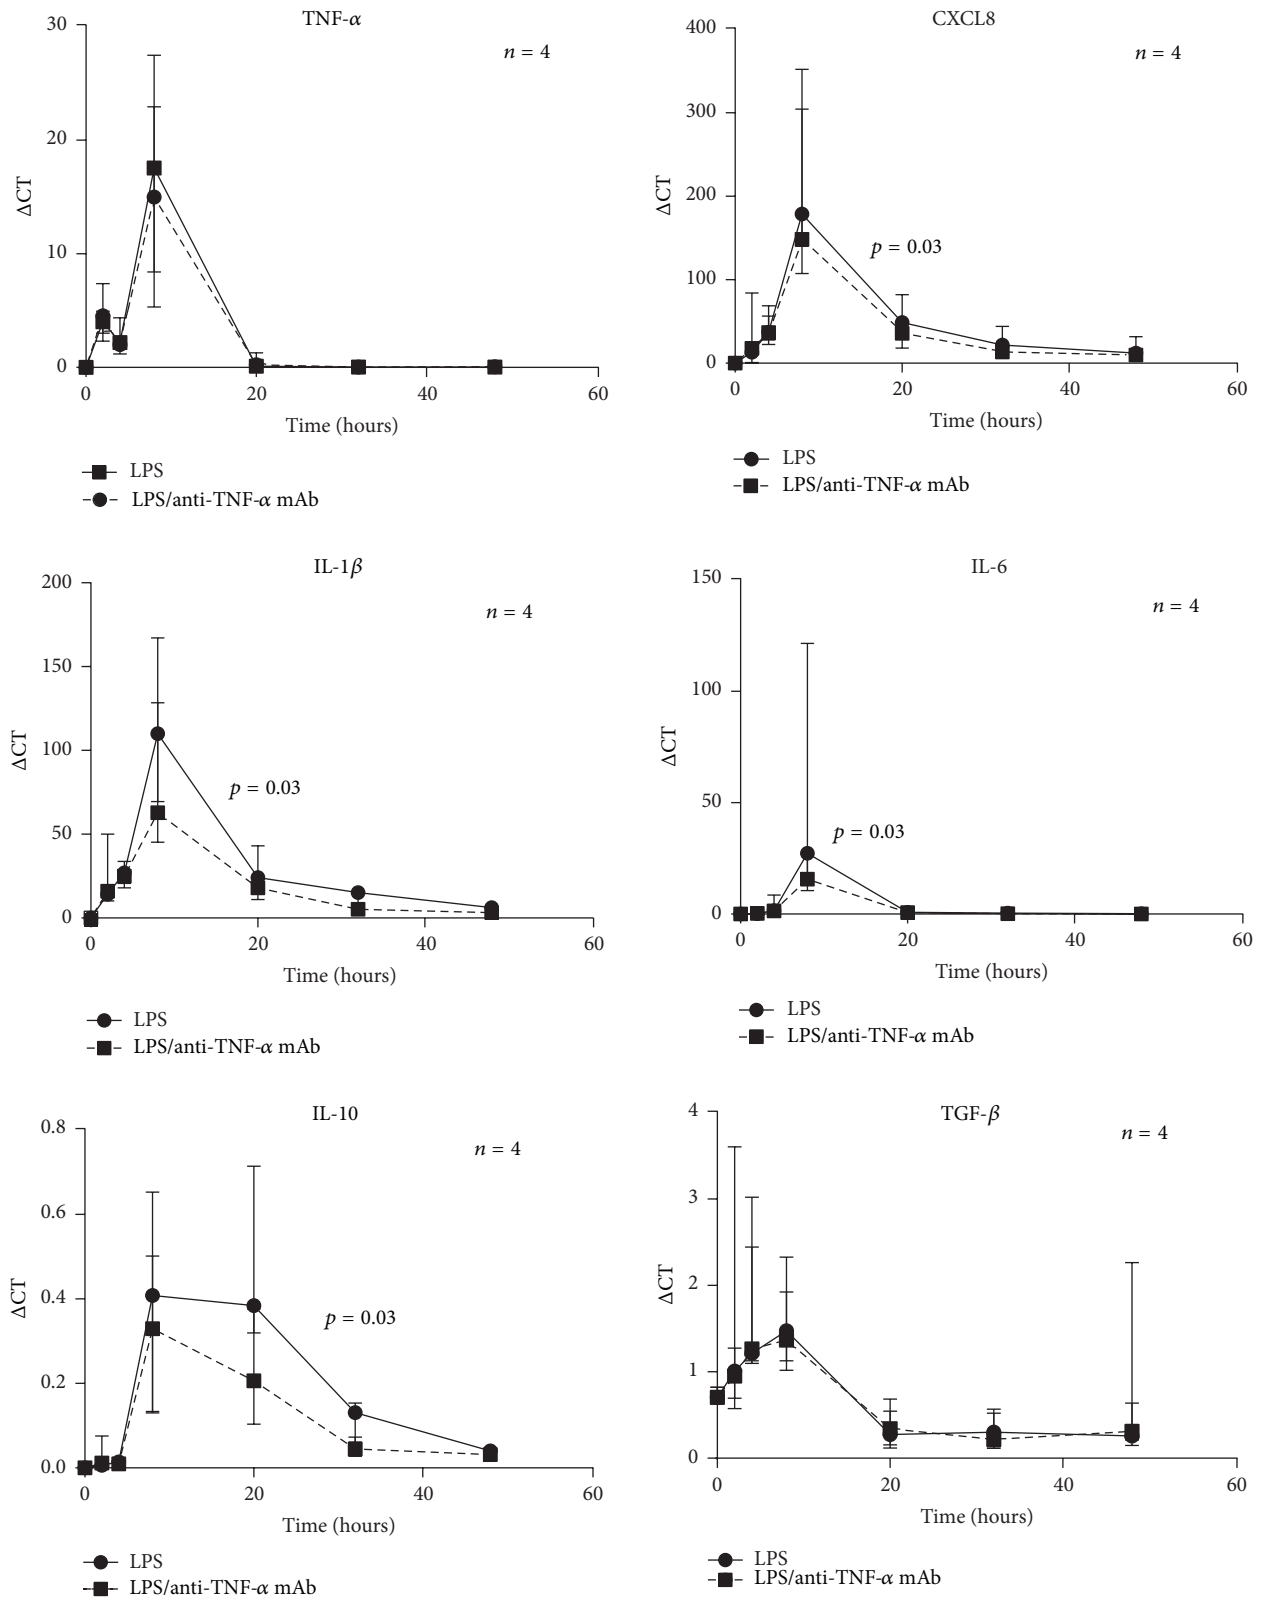 TNF-α
n = 4
30
20
10
0
ΔCT
0 20 40 60
Time (hours)
LPS
LPS/anti-TNF-α mAb
CXCL8
n = 4
400
300
200
100
0
ΔCT
p = 0.03
0 20 40 60
Time (hours)
LPS
LPS/anti-TNF-α mAb
IL-1β
n = 4
200
150
100
50
0
ΔCT
p = 0.03
0 20 40 60
Time (hours)
LPS
LPS/anti-TNF-α mAb
IL-6
n = 4
150
100
50
0
ΔCT
p = 0.03
0 20 40 60
Time (hours)
LPS
LPS/anti-TNF-α mAb
IL-10
n = 4
0.8
0.6
0.4
0.2
0.0
ΔCT
p = 0.03
0 20 40 60
Time (hours)
LPS
LPS/anti-TNF-α mAb
TGF-β
n = 4
4
3
2
1
0
ΔCT
0 20 40 60
Time (hours)
LPS
LPS/anti-TNF-α mAb